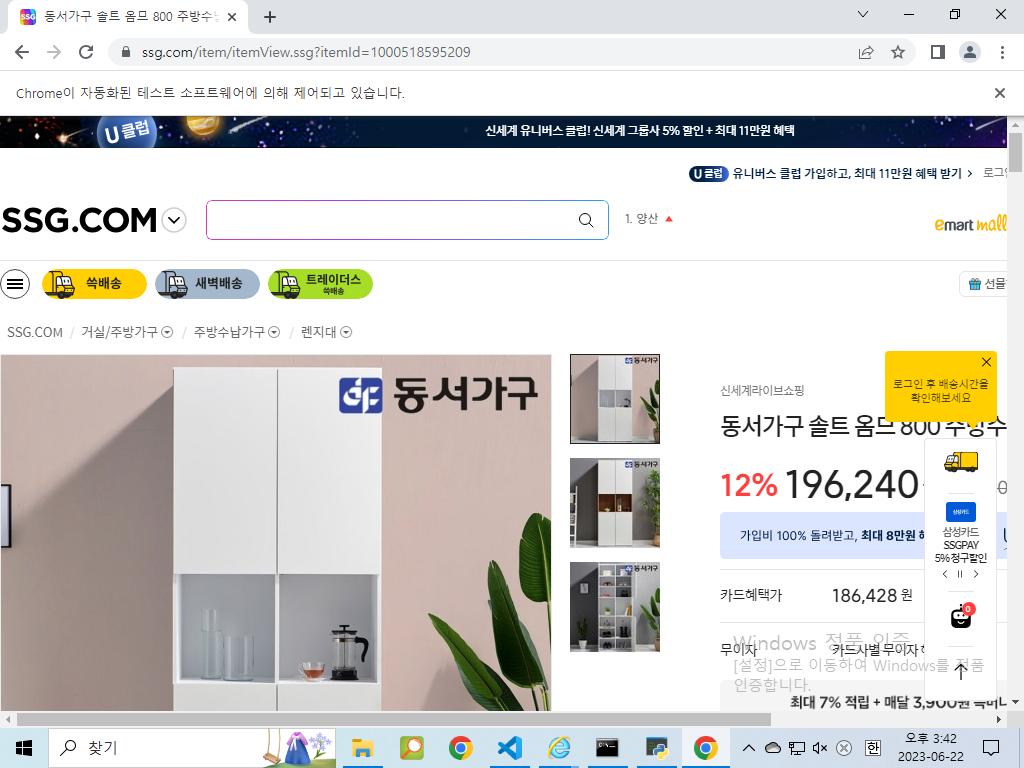 동서가구 솔트 옴므 800 주방수납
Chrome이 자동화된 테스트 소프트웨어에 의해 제어되고 있습니다.
ssg.com/item/itemView.ssg?itemId=1000518595209
U 클럽
신세계 유니버스 클럽! 신세계 그룹사 5% 할인 + 최대 11만원 혜택
U 클럽 유니버스 클럽 가입하고, 최대 11만원 혜택 받기 >
SSG.COM
1. 양산
emart mall
쓱배송
새벽배송
트레이더스
쓱배송
선물
SSG.COM / 거실/주방가구 / 주방수납가구 / 렌지대
동서가구
동서가구
동서가구
신세계라이브쇼핑
로그인 후 배송시간을
확인해보세요
동서가구 솔트 옴므 800 주방수
12% 196,240
가입비 100% 돌려받고, 최대 8만원
삼성카드
삼성카드
SSGPAY
5% 청구할인
카드혜택가 186,428 원
0
무이자 카드사별 무이자
Windows 정품 인증
[설정]으로 이동하여 Windows를 정품
인증합니다.
최대 7% 적립 + 매달 3,900원
찾기
한
오후 3:42
2023-06-22